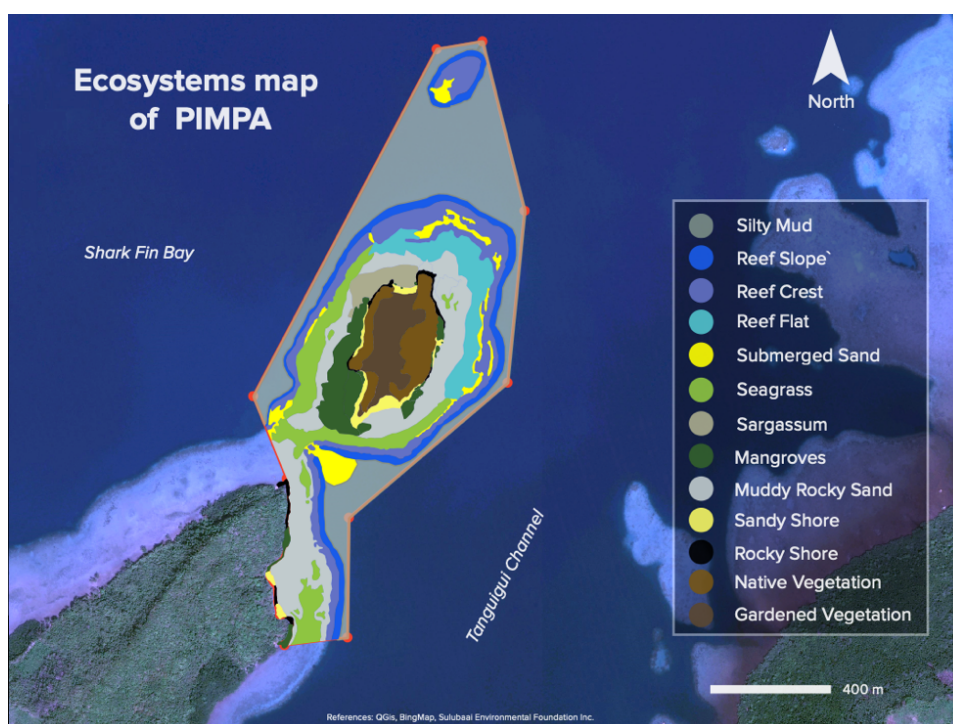 Ecosystems map
of PIMPA
North
Shark Fin Bay
Silty Mud
Reef Slope`
Reef Crest
Reef Flat
Submerged Sand
Seagrass
Sargassum
Mangroves
Muddy Rocky Sand
Sandy Shore
Rocky Shore
Native Vegetation
Gardened Vegetation
Tanguigui Channel
400 m
References: QGis, BingMap, Sulubaai Environmental Foundation Inc.